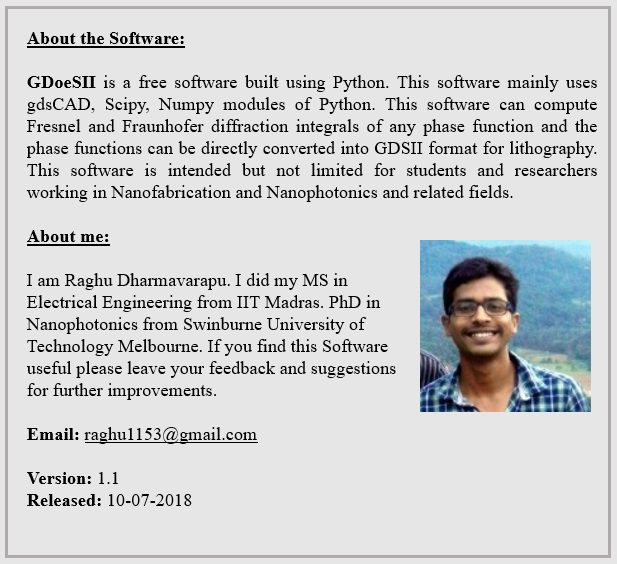 About the Software:
GDoeSII is a free software built using Python. This software mainly uses
gdsCAD, Scipy, Numpy modules of Python. This software can compute
Fresnel and Fraunhofer diffraction integrals of any phase function and the
phase functions can be directly converted into GDSII format for lithography.
This software is intended but not limited for students and researchers
working in Nanofabrication and Nanophotonics and related fields.
About me:
I am Raghu Dharmavarapu. I did my MS in
Electrical Engineering from IIT Madras. PhD in
Nanophotonics from Swinburne University of
Technology Melbourne. If you find this Software
useful please leave your feedback and suggestions
for further improvements.
Email: raghu1153@gmail.com
Version: 1.1
Released: 10-07-2018